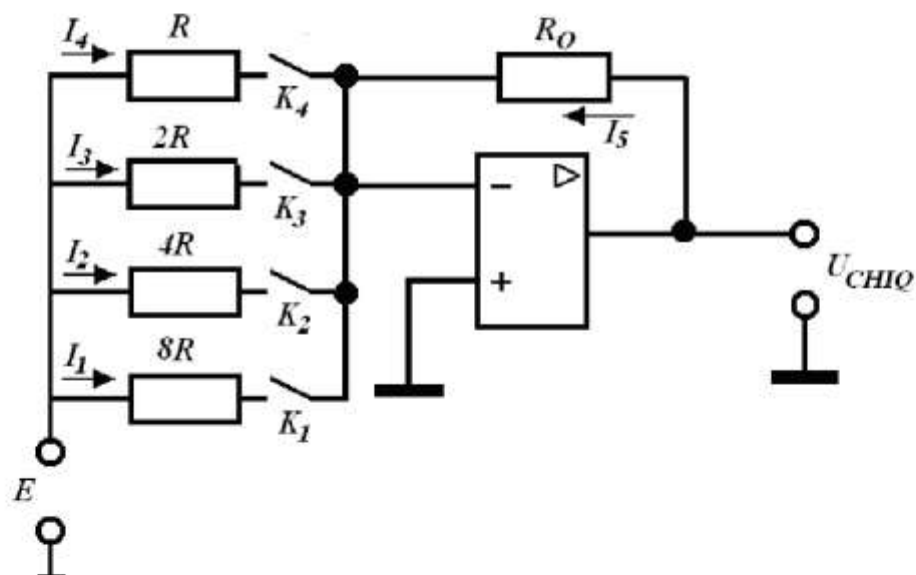 I4
R
K4
RO
I5
I3
2R
K3
I2
4R
K2
I1
8R
K1
−
+
▷
UCHIQ
E